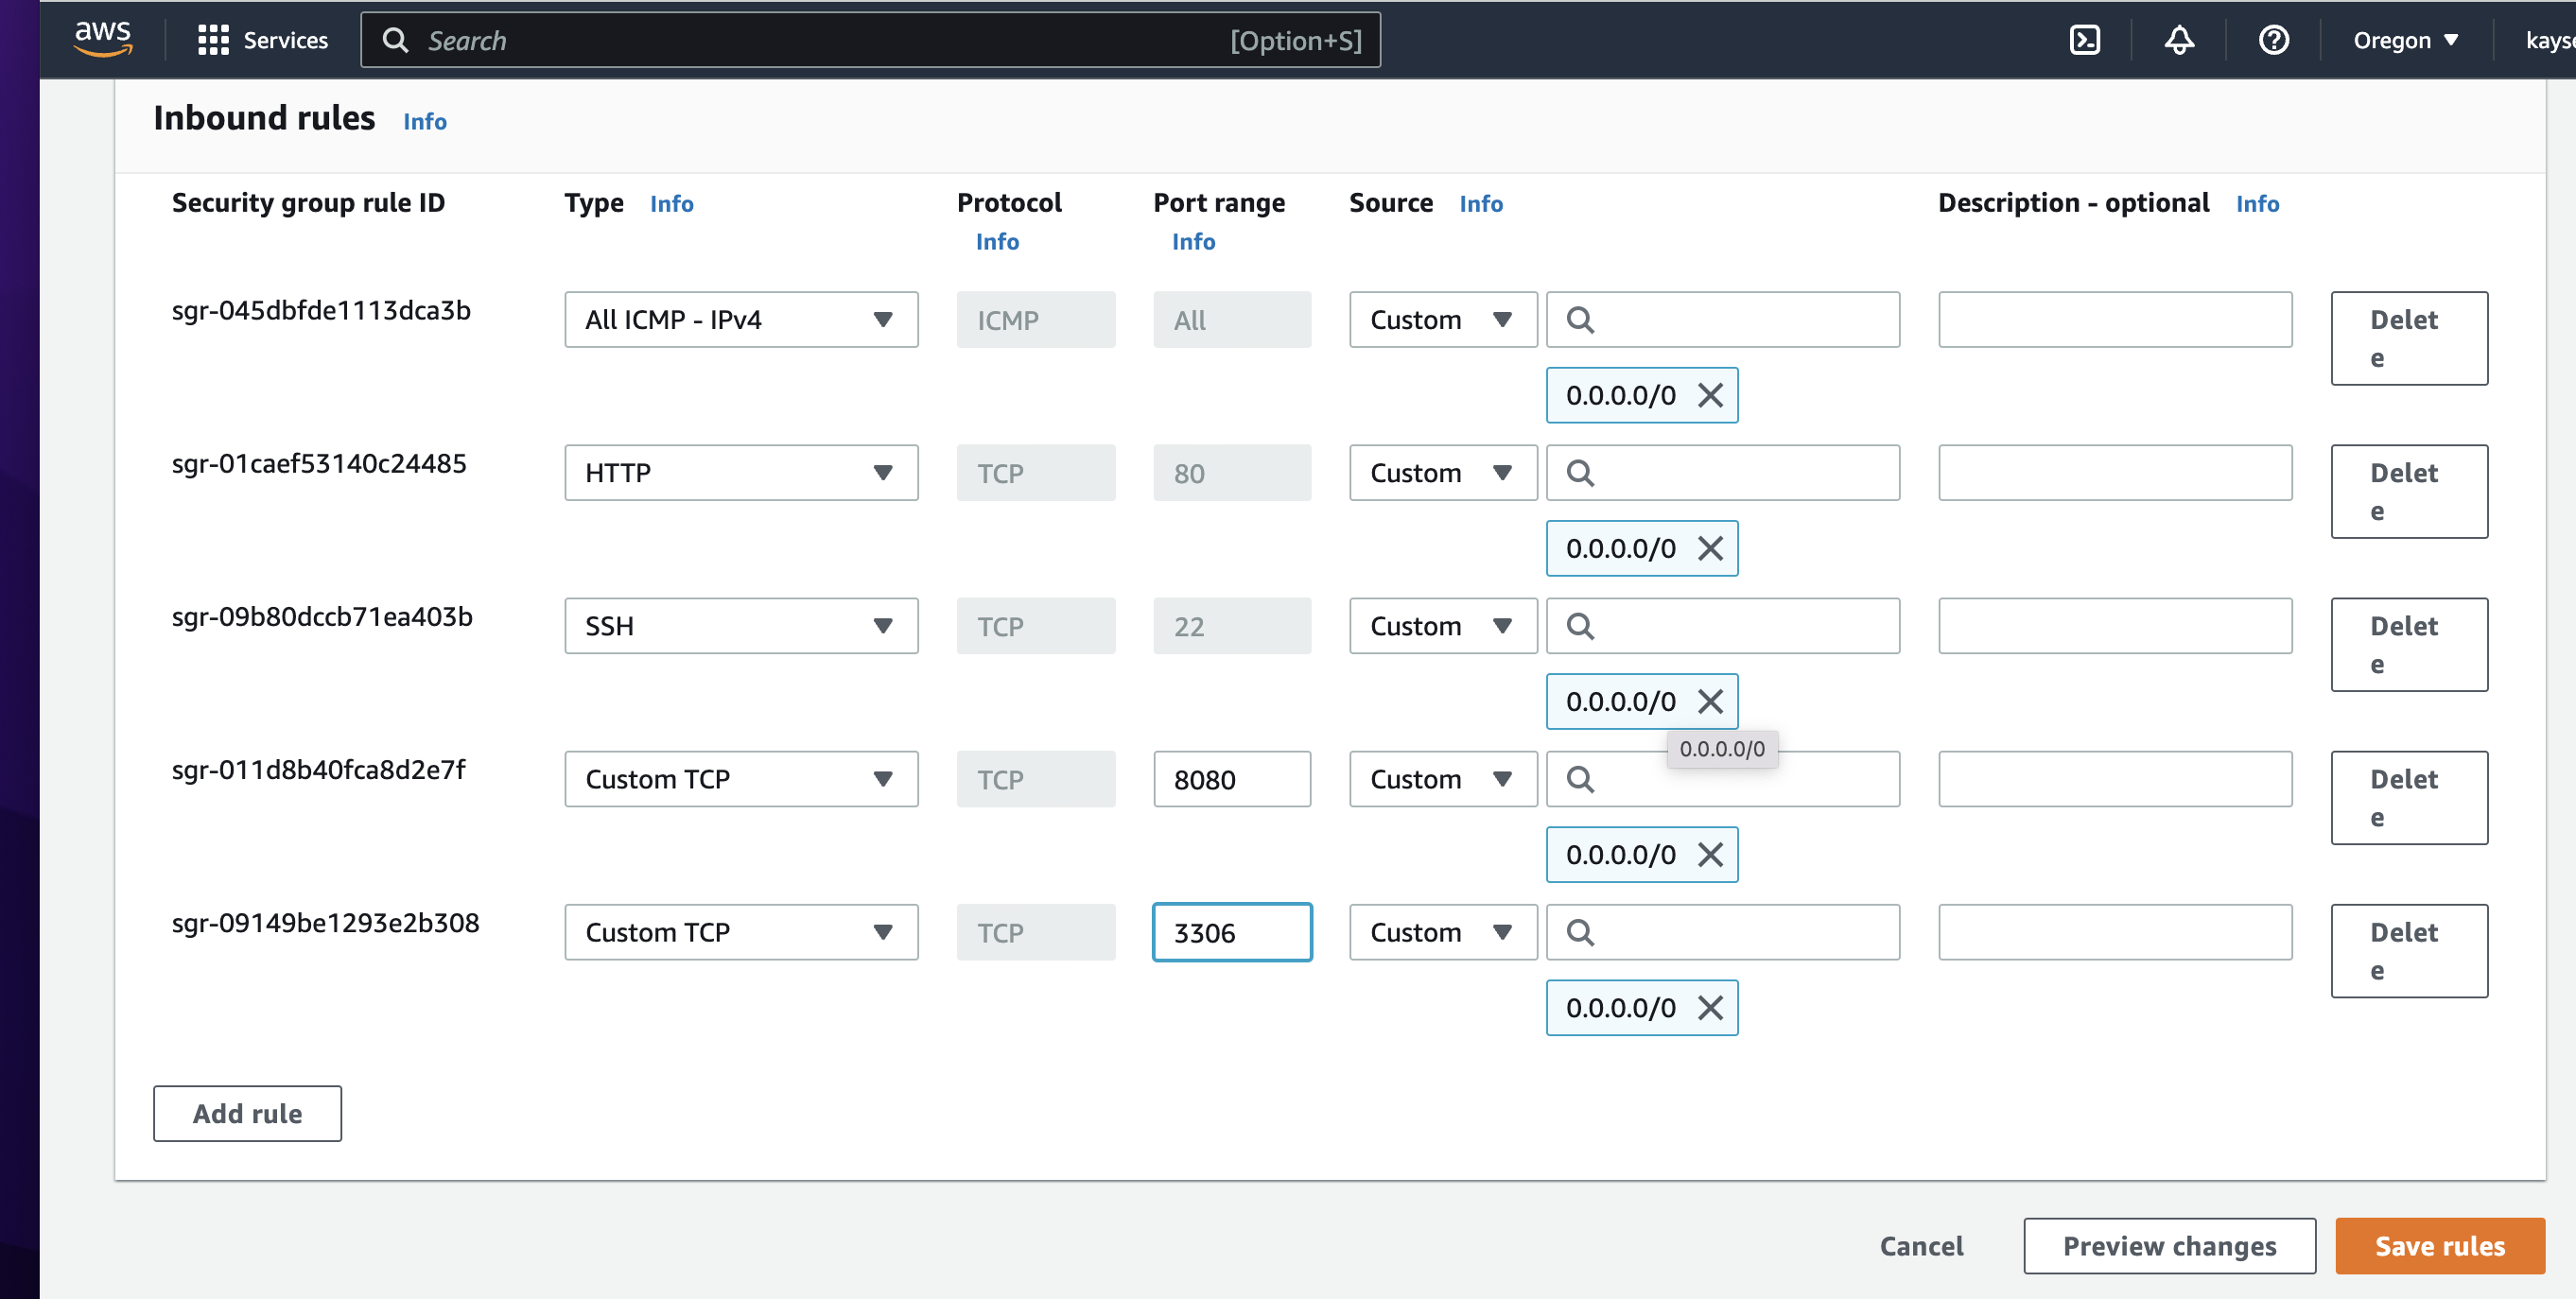 aws Services Search [Option+S] Oregon
Inbound rules Info
Security group rule ID Type Info Protocol Port range Source Info Description - optional Info
Info Info
sgr-045dbfde1113dca3b All ICMP - IPv4 ICMP All Custom Delet
e
0.0.0.0/0
sgr-01caef53140c24485 HTTP TCP 80 Custom Delet
e
0.0.0.0/0
sgr-09b80dccb71ea403b SSH TCP 22 Custom Delet
e
0.0.0.0/0
0.0.0.0/0
sgr-011d8b40fca8d2e7f Custom TCP TCP 8080 Custom Delet
e
0.0.0.0/0
sgr-09149be1293e2b308 Custom TCP TCP 3306 Custom Delet
e
0.0.0.0/0
Add rule
Cancel Preview changes Save rules